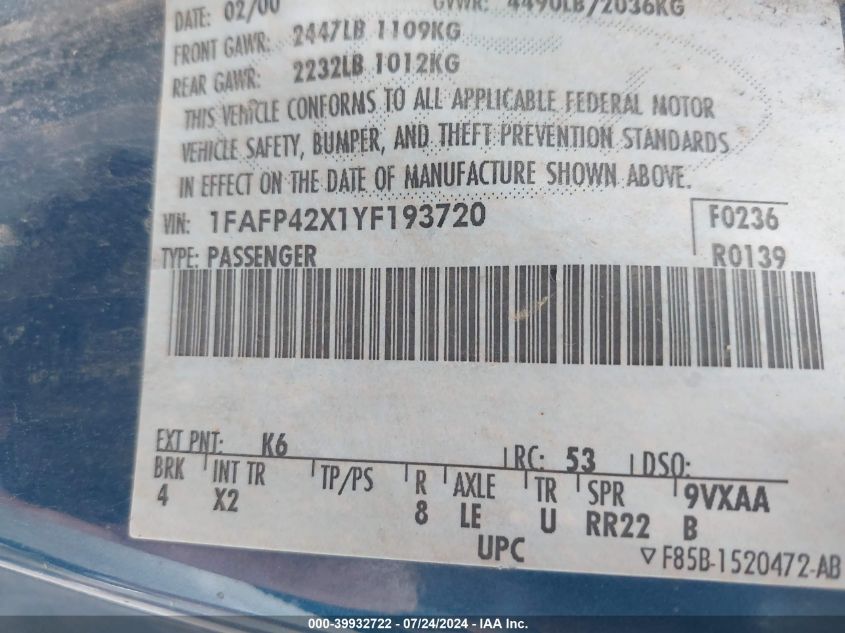 DATE: 02/00 GVWR: 4490LB/2036KG
FRONT GAWR: 2447LB 1109KG
REAR GAWR: 2232LB 1012KG
THIS VEHICLE CONFORMS TO ALL APPLICABLE FEDERAL MOTOR
VEHICLE SAFETY, BUMPER, AND THEFT PREVENTION STANDARDS
IN EFFECT ON THE DATE OF MANUFACTURE SHOWN ABOVE.
VIN: 1FAFP42X1YF193720 F0236
TYPE: PASSENGER R0139
EXT PNT: K6 RC: 53 DSO:
BRK INT TR TP/PS R AXLE TR SPR 9VXAA
4 X2 8 LE U RR22 B
UPC ▽F85B-1520472-AB
000-39932722 - 07/24/2024 - IAA Inc.